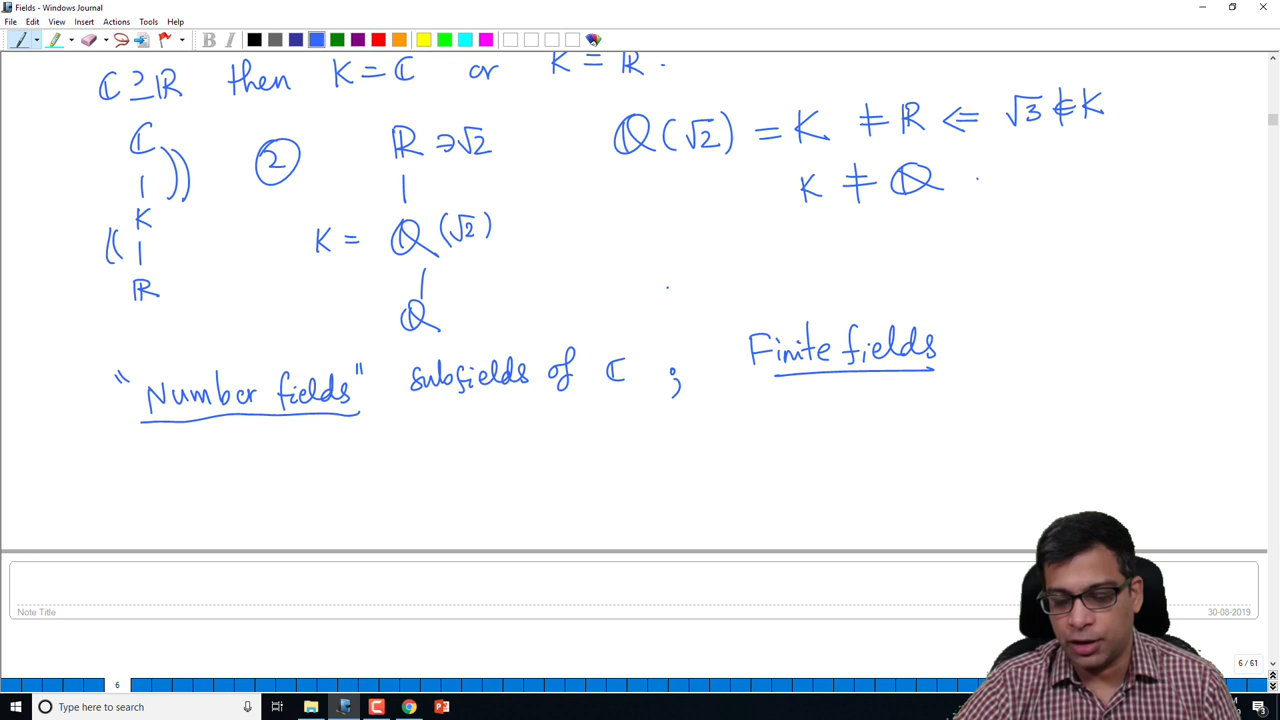 Fields - Windows Journal
File Edit View Insert Actions Tools Help
B I
ℂ ⊇ ℝ then K = ℂ or K = ℝ.
ℂ
|
K
|
ℝ
②
ℝ ∋ √2
|
K = ℚ(√2)
|
ℚ
ℚ(√2) = K ≠ ℝ ⇐ √3 ∉ K
K ≠ ℚ.
"Number fields" subfields of ℂ ; Finite fields
Note Title
30-08-2019
6 / 61
6
Type here to search